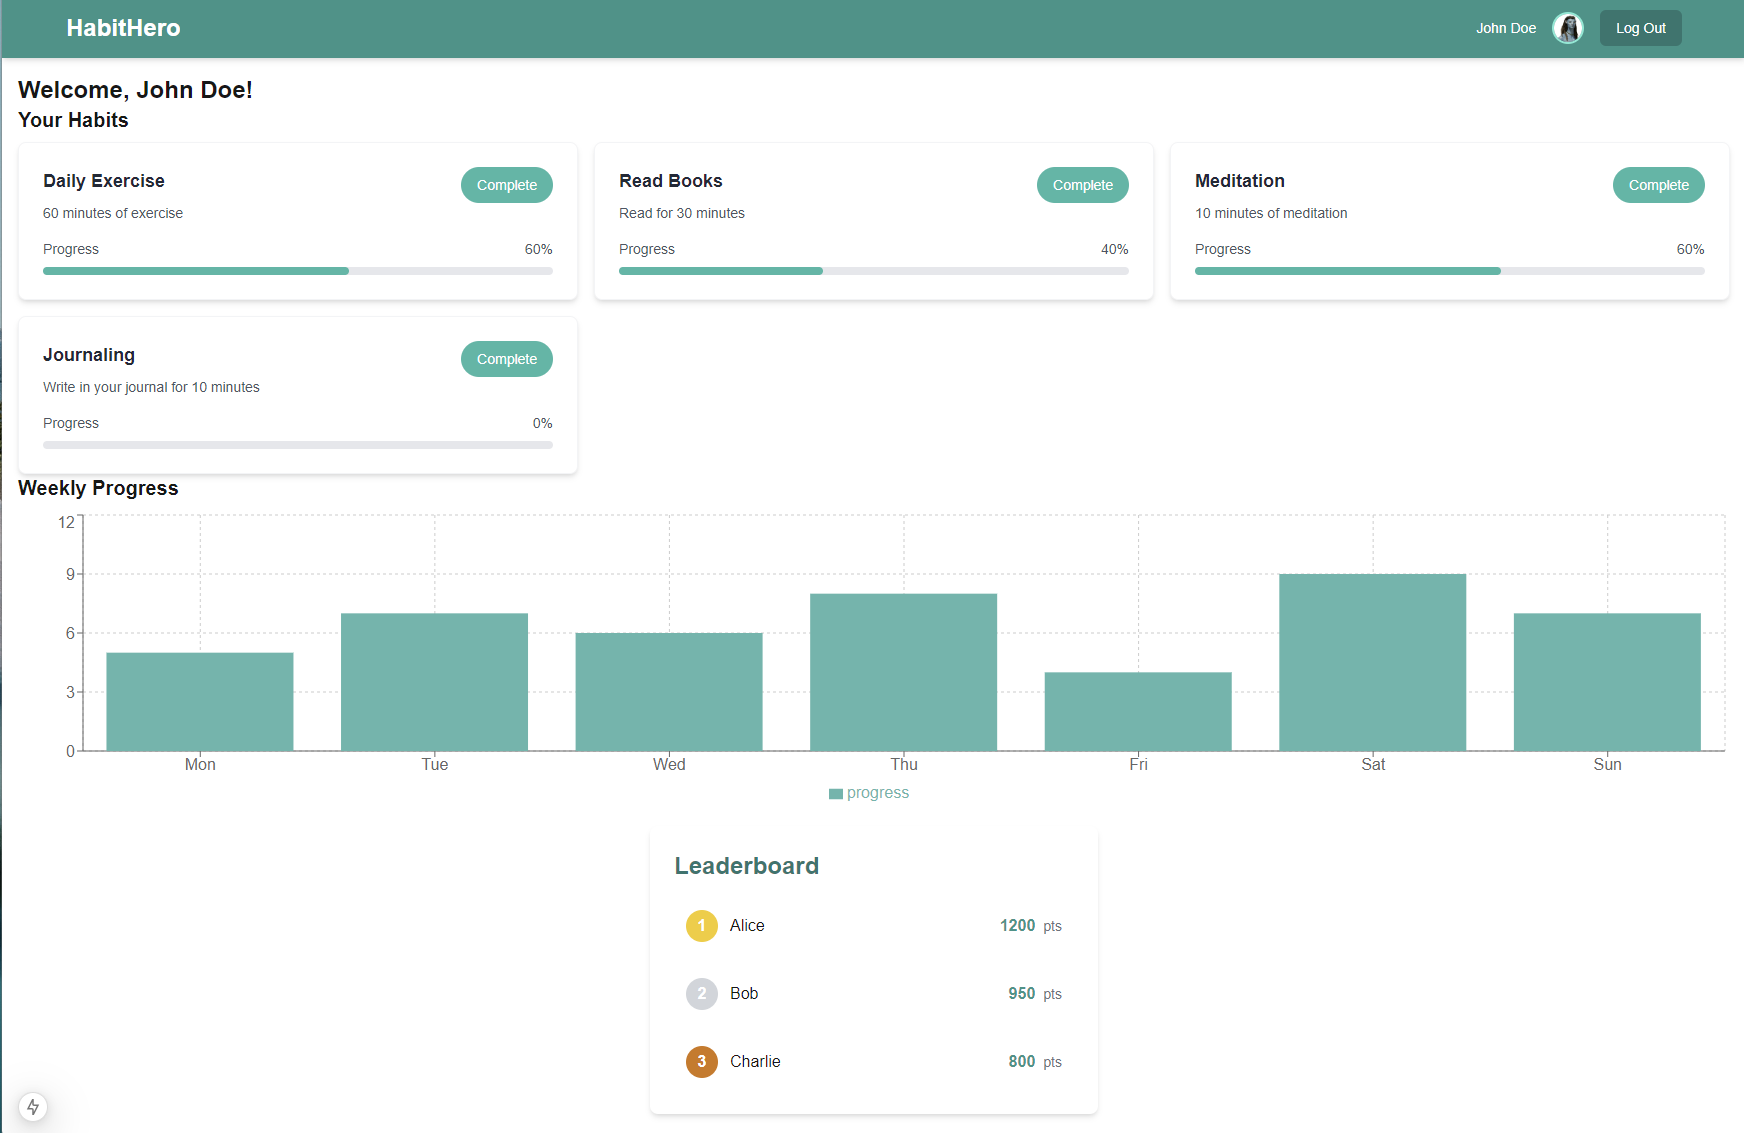 HabitHero
John Doe
Log Out
Welcome, John Doe!
Your Habits
Daily Exercise
Complete
60 minutes of exercise
Progress 60%
Read Books
Complete
Read for 30 minutes
Progress 40%
Meditation
Complete
10 minutes of meditation
Progress 60%
Journaling
Complete
Write in your journal for 10 minutes
Progress 0%
Weekly Progress
12
9
6
3
0
Mon Tue Wed Thu Fri Sat Sun
progress
Leaderboard
1 Alice 1200 pts
2 Bob 950 pts
3 Charlie 800 pts